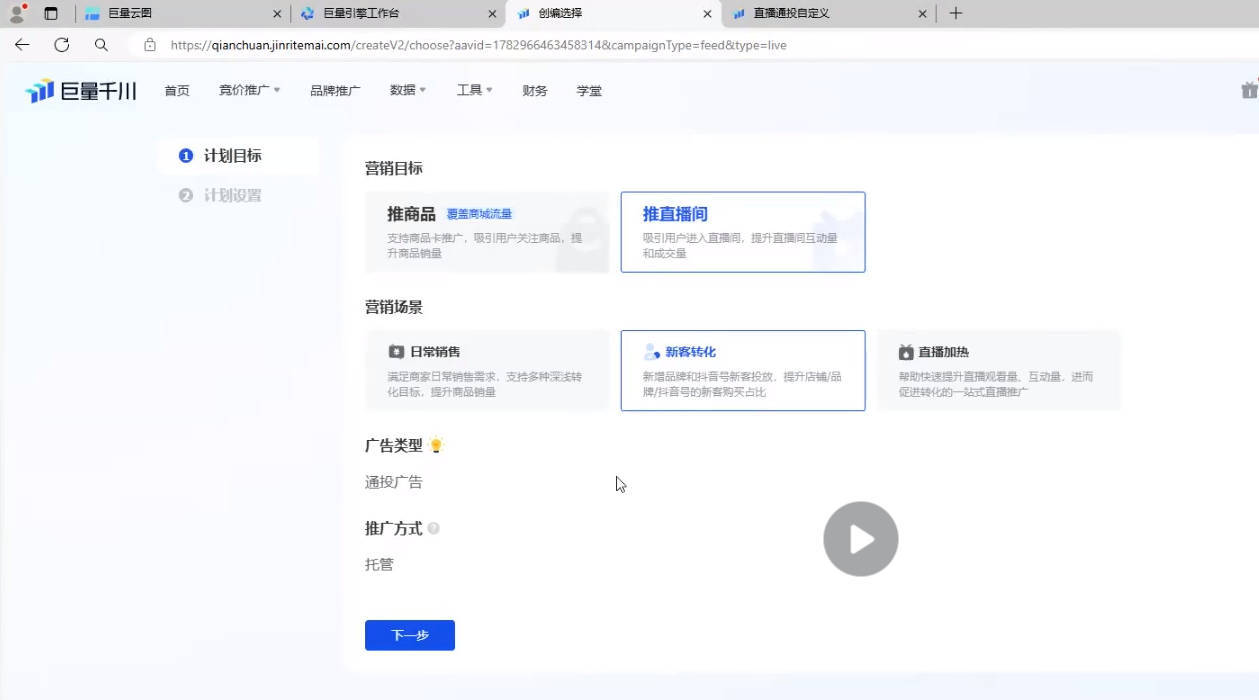 巨量云图
巨量引擎工作台
创编选择
直播通投自定义
https://qianchuan.jinritemai.com/createV2/choose?aavid=1782966463458314&campaignType=feed&type=live
巨量千川
首页
竞价推广
品牌推广
数据
工具
财务
学堂
1 计划目标
2 计划设置
营销目标
推商品 覆盖商城流量
支持商品卡推广，吸引用户关注商品，提
升商品销量
推直播间
吸引用户进入直播间，提升直播间互动量
和成交量
营销场景
日常销售
满足商家日常销售需求，支持多种深浅转
化目标，提升商品销量
新客转化
新增品牌和抖音号新客投放，提升店铺/品
牌/抖音号的新客购买占比
直播加热
帮助快速提升直播观看量、互动量，进而
促进转化的一站式直播推广
广告类型
通投广告
推广方式
托管
下一步